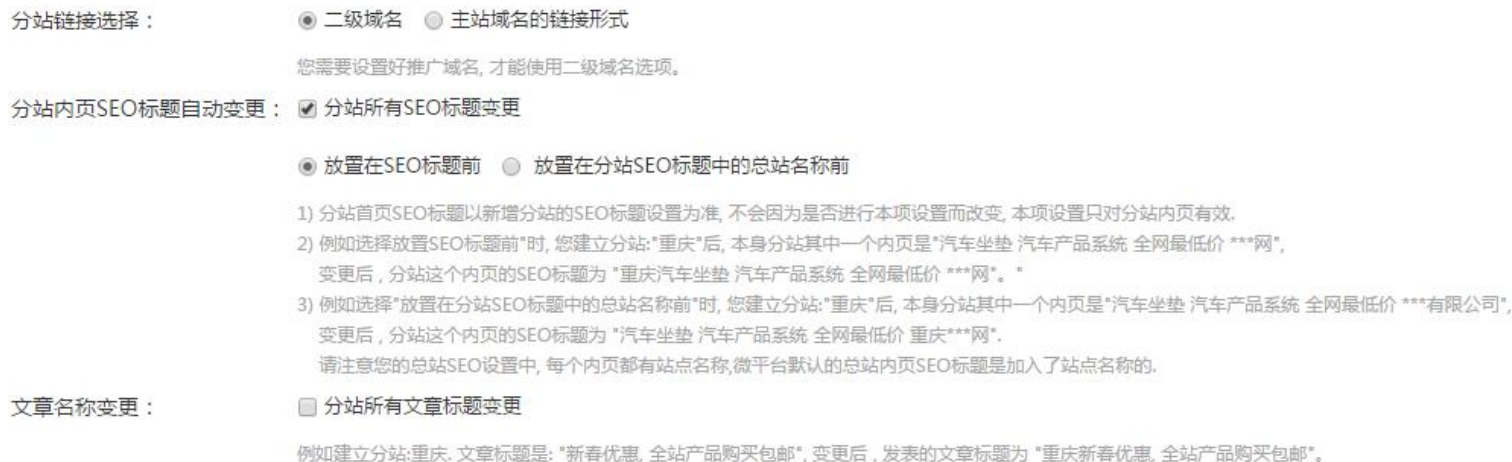 分站链接选择： 二级域名 主站域名的链接形式
您需要设置好推广域名, 才能使用二级域名选项。
分站内页SEO标题自动变更： 分站所有SEO标题变更
放置在SEO标题前 放置在分站SEO标题中的总站名称前
1) 分站首页SEO标题以新增分站的SEO标题设置为准, 不会因为是否进行本项设置而改变, 本项设置只对分站内页有效.
2) 例如选择放置SEO标题前"时, 您建立分站:"重庆"后, 本身分站其中一个内页是"汽车坐垫 汽车产品系统 全网最低价 ***网",
变更后 , 分站这个内页的SEO标题为 "重庆汽车坐垫 汽车产品系统 全网最低价 ***网"。"
3) 例如选择"放置在分站SEO标题中的总站名称前"时, 您建立分站:"重庆"后, 本身分站其中一个内页是"汽车坐垫 汽车产品系统 全网最低价 ***有限公司",
变更后 , 分站这个内页的SEO标题为 "汽车坐垫 汽车产品系统 全网最低价 重庆***网".
请注意您的总站SEO设置中, 每个内页都有站点名称,微平台默认的总站内页SEO标题是加入了站点名称的.
文章名称变更： 分站所有文章标题变更
例如建立分站:重庆. 文章标题是: "新春优惠, 全站产品购买包邮", 变更后 , 发表的文章标题为 "重庆新春优惠, 全站产品购买包邮"。